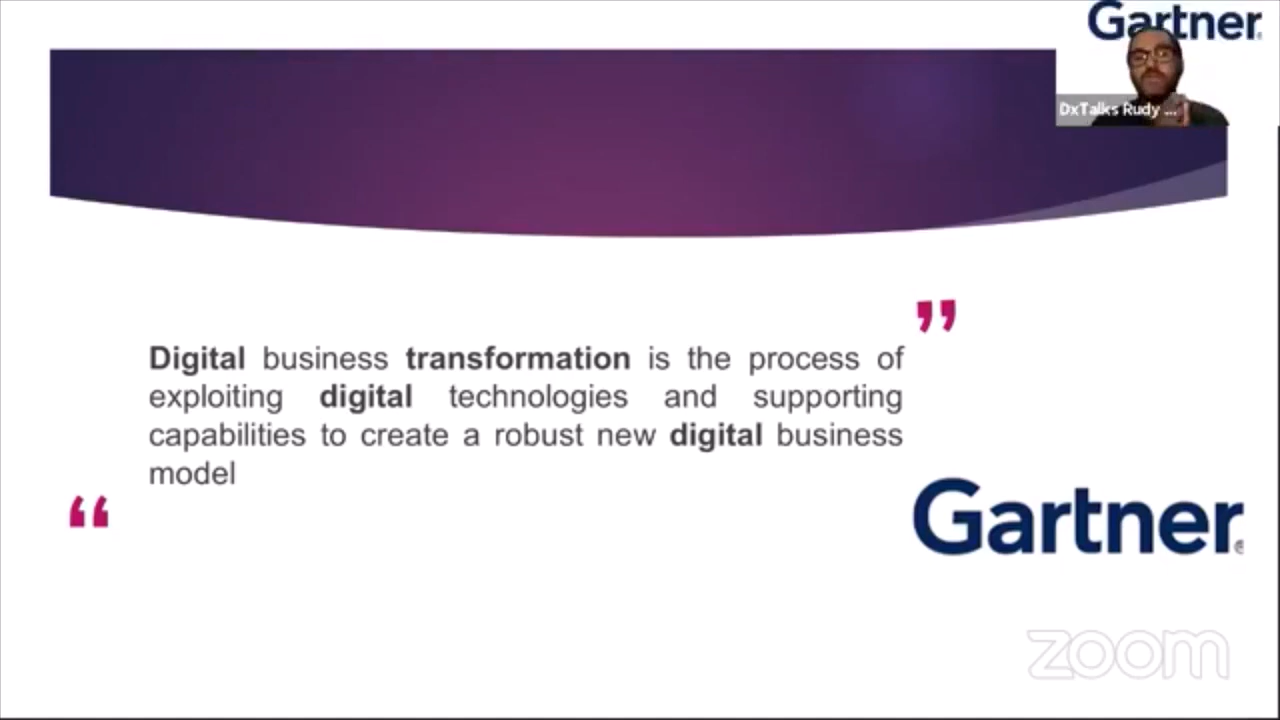 Gartner
DxTalks Rudy ...
”
Digital business transformation is the process of
exploiting digital technologies and supporting
capabilities to create a robust new digital business
model
“
Gartner®
zoom